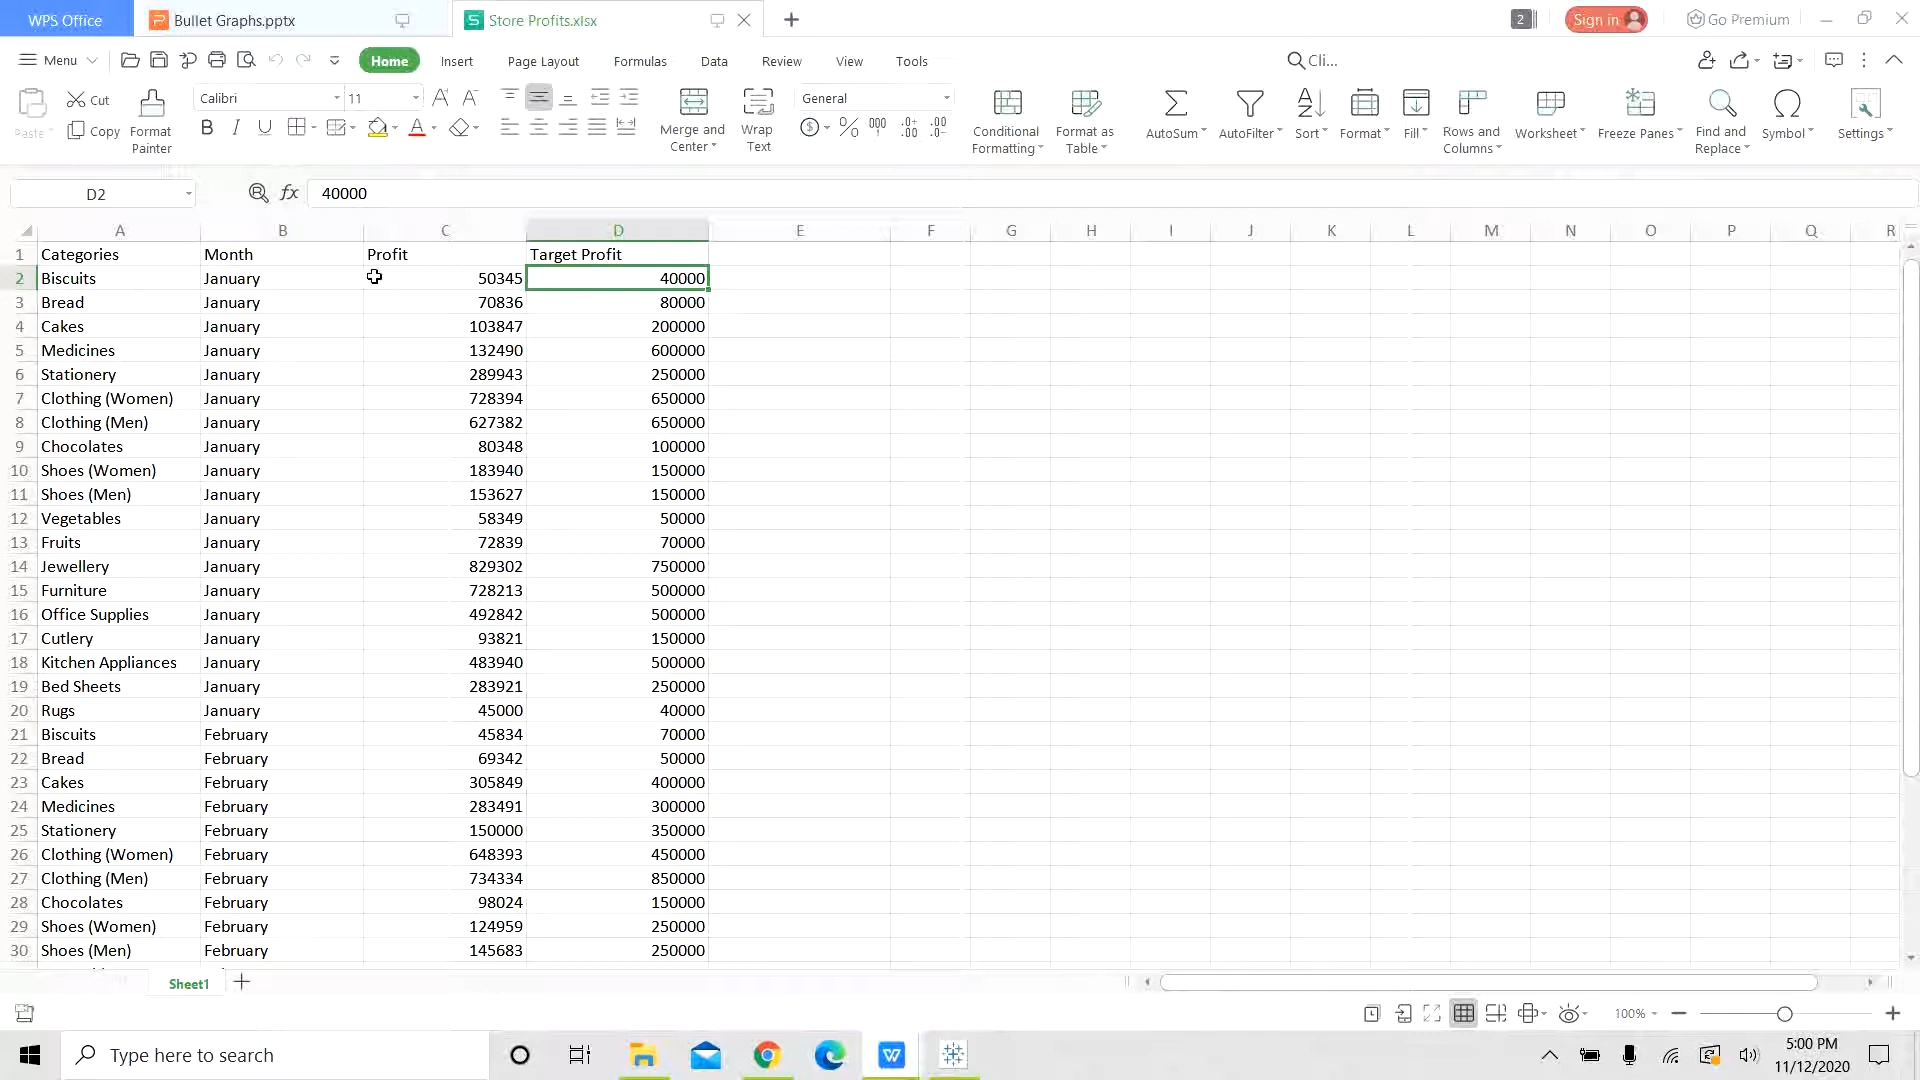 WPS Office Bullet Graphs.pptx Store Profits.xlsx 2 Sign in Go Premium
Menu Home Insert Page Layout Formulas Data Review View Tools Cli...
Paste Cut Copy Format Painter Calibri 11 Merge and Center Wrap Text General Conditional Formatting Format as Table AutoSum AutoFilter Sort Format Fill Rows and Columns Worksheet Freeze Panes Find and Replace Symbol Settings
D2 fx 40000
A B C D E F G H I J K L M N O P Q R
1 Categories Month Profit Target Profit
2 Biscuits January 50345 40000
3 Bread January 70836 80000
4 Cakes January 103847 200000
5 Medicines January 132490 600000
6 Stationery January 289943 250000
7 Clothing (Women) January 728394 650000
8 Clothing (Men) January 627382 650000
9 Chocolates January 80348 100000
10 Shoes (Women) January 183940 150000
11 Shoes (Men) January 153627 150000
12 Vegetables January 58349 50000
13 Fruits January 72839 70000
14 Jewellery January 829302 750000
15 Furniture January 728213 500000
16 Office Supplies January 492842 500000
17 Cutlery January 93821 150000
18 Kitchen Appliances January 483940 500000
19 Bed Sheets January 283921 250000
20 Rugs January 45000 40000
21 Biscuits February 45834 70000
22 Bread February 69342 50000
23 Cakes February 305849 400000
24 Medicines February 283491 300000
25 Stationery February 150000 350000
26 Clothing (Women) February 648393 450000
27 Clothing (Men) February 734334 850000
28 Chocolates February 98024 150000
29 Shoes (Women) February 124959 250000
30 Shoes (Men) February 145683 250000
Sheet1
100%
Type here to search
5:00 PM
11/12/2020